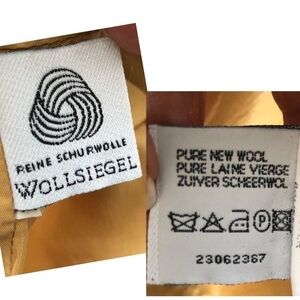 REINE SCHURWOLLE
WOLLSIEGEL
PURE NEW WOOL
PURE LAINE VIERGE
ZUIVER SCHEERWOL
P
23062367